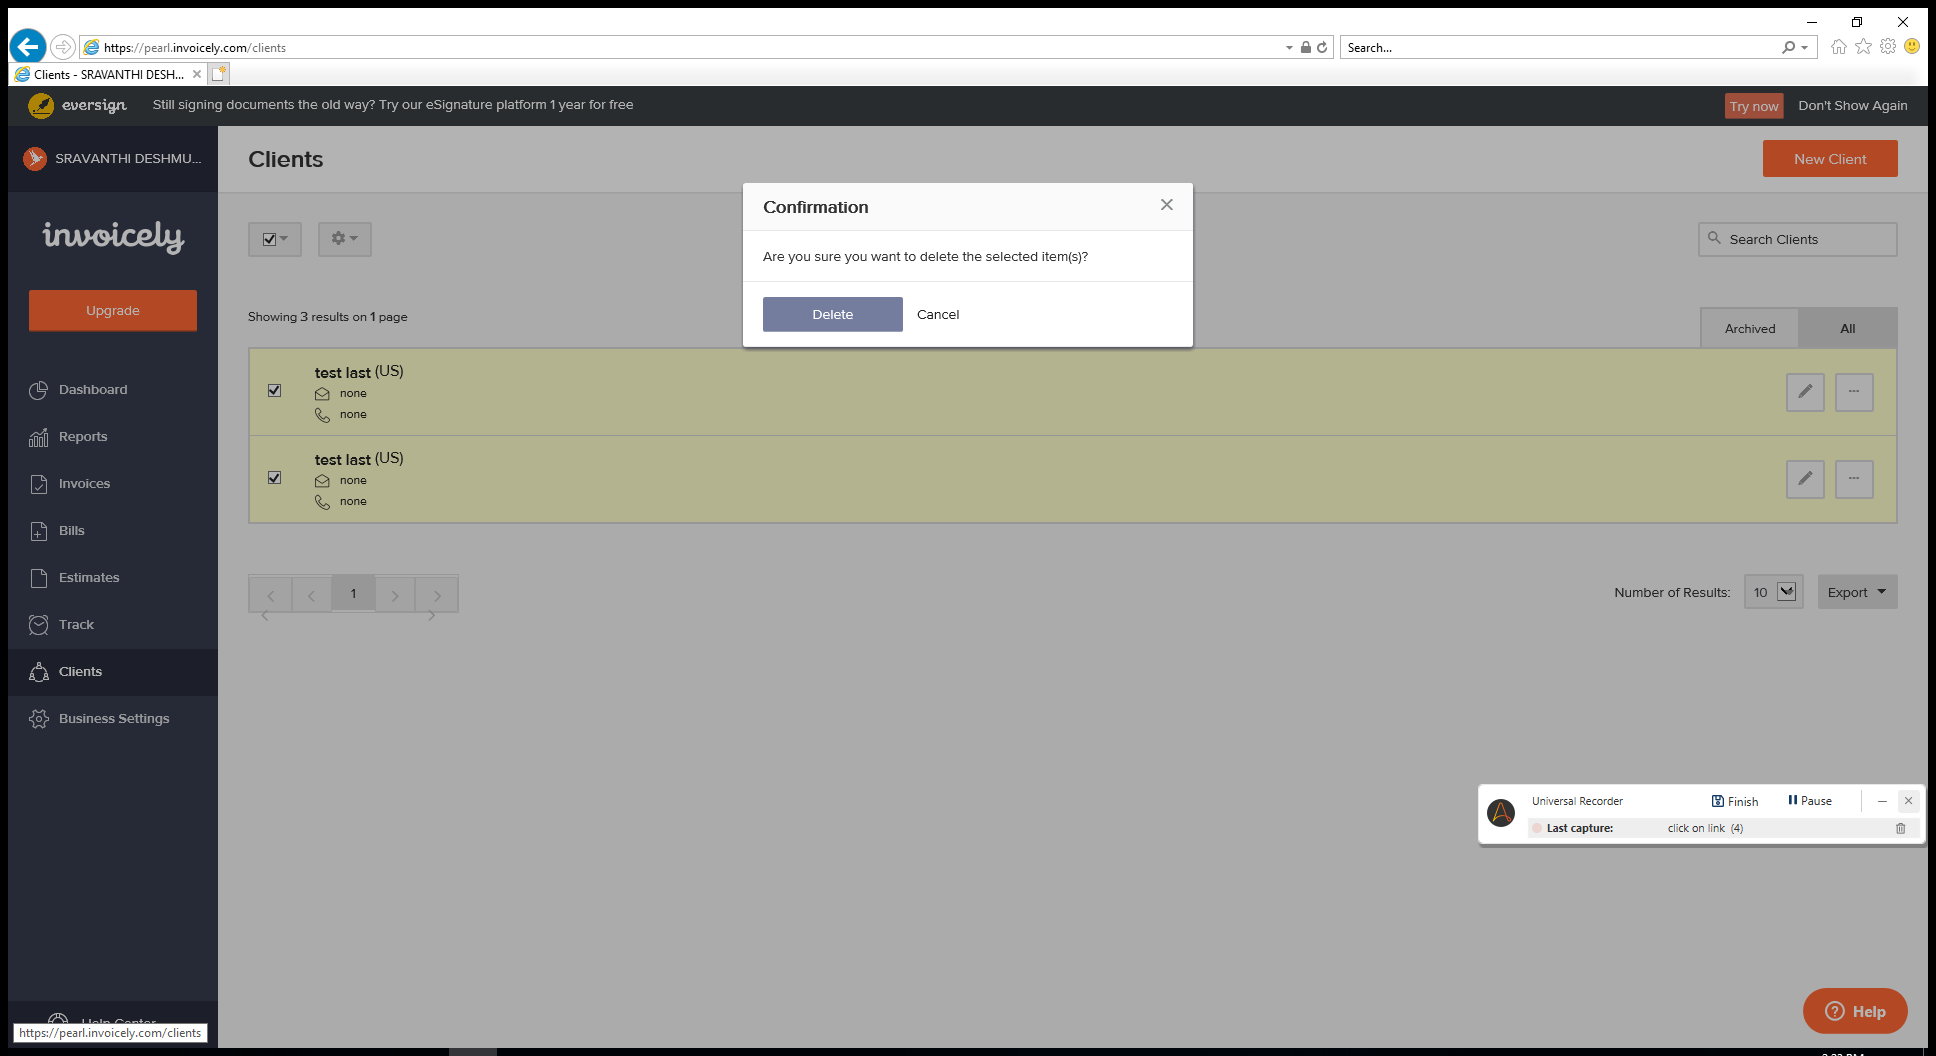 https://pearl.invoicely.com/clients
Search...
Clients - SRAVANTHI DESH...
eversign
Still signing documents the old way? Try our eSignature platform 1 year for free
Try now
Don't Show Again
SRAVANTHI DESHMU...
Clients
New Client
invoicely
Upgrade
Dashboard
Reports
Invoices
Bills
Estimates
Track
Clients
Business Settings
Confirmation
Are you sure you want to delete the selected item(s)?
Delete
Cancel
Search Clients
Showing 3 results on 1 page
Archived
All
test last (US)
none
none
test last (US)
none
none
1
Number of Results:
10
Export
Universal Recorder
Finish
Pause
Last capture:
click on link (4)
Help Center
https://pearl.invoicely.com/clients
Help